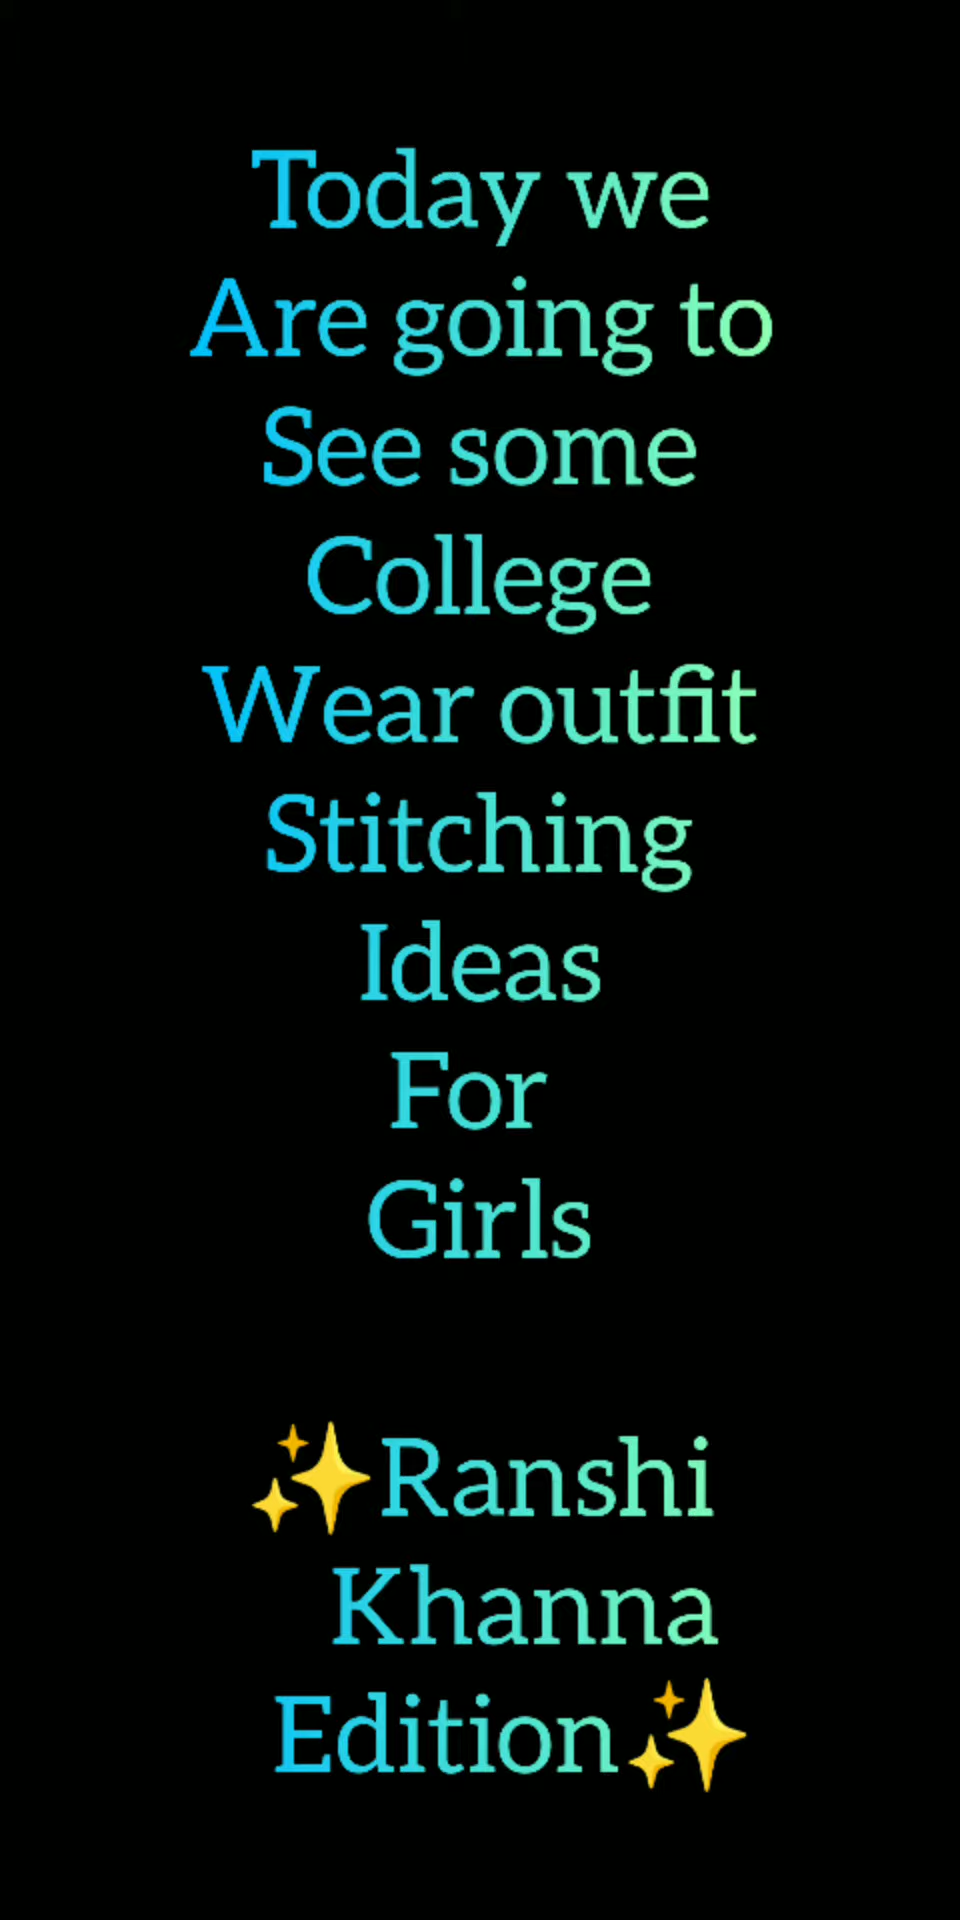 Today we
Are going to
See some
College
Wear outfit
Stitching
Ideas
For
Girls
✨Ranshi
Khanna
Edition✨